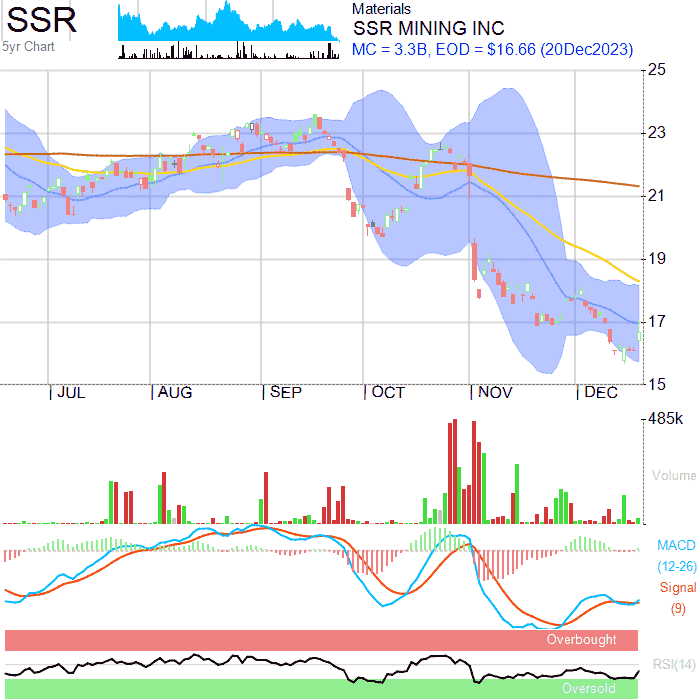 SSR
5yr Chart
Materials
SSR MINING INC
MC = 3.3B, EOD = $16.66 (20Dec2023)
25
23
21
19
17
15
JUL AUG SEP OCT NOV DEC
485k
Volume
MACD
(12-26)
Signal
(9)
Overbought
RSI(14)
Oversold